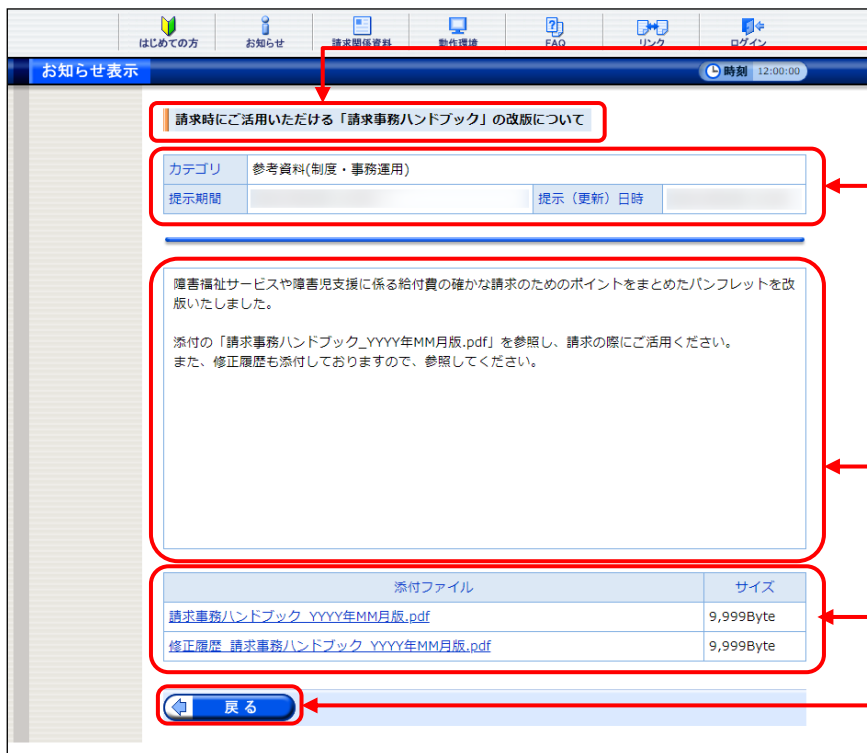 はじめての方 お知らせ 請求関係資料 動作環境 FAQ リンク ログイン
お知らせ表示 時刻 12:00:00
請求時にご活用いただける「請求事務ハンドブック」の改版について
カテゴリ 参考資料(制度・事務運用)
提示期間 提示（更新）日時
障害福祉サービスや障害児支援に係る給付費の確かな請求のためのポイントをまとめたパンフレットを改
版いたしました。
添付の「請求事務ハンドブック_YYYY年MM月版.pdf」を参照し、請求の際にご活用ください。
また、修正履歴も添付しておりますので、参照してください。
添付ファイル サイズ
請求事務ハンドブック_YYYY年MM月版.pdf 9,999Byte
修正履歴_請求事務ハンドブック_YYYY年MM月版.pdf 9,999Byte
戻る